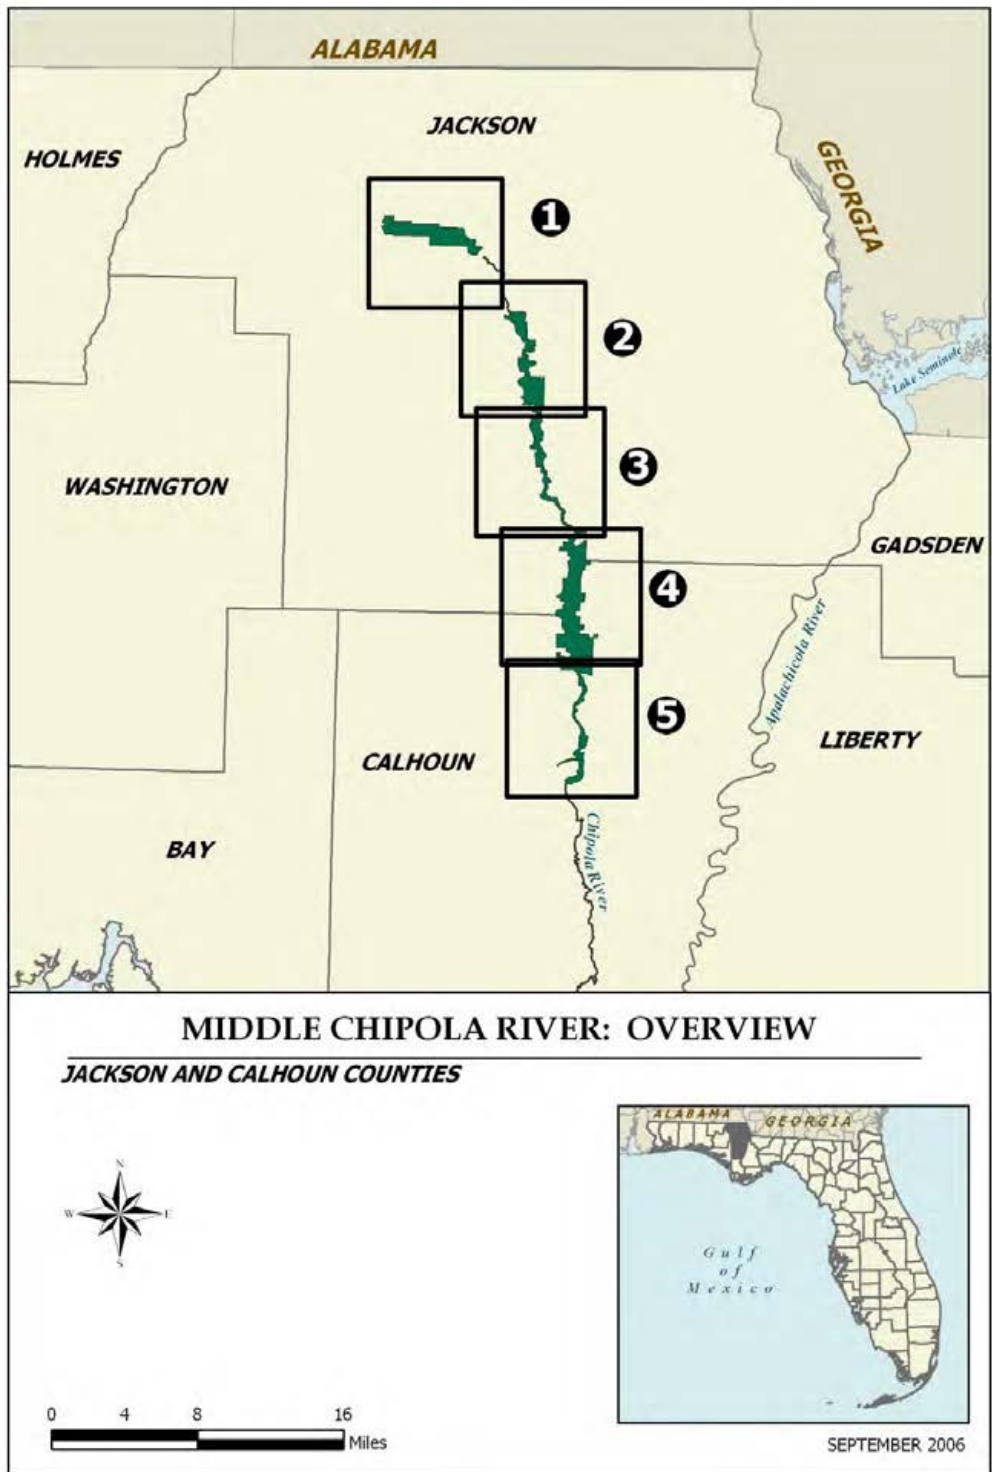 ALABAMA
JACKSON
HOLMES
GEORGIA
1
2
Lake Seminole
3
WASHINGTON
GADSDEN
4
Apalachicola River
5
LIBERTY
CALHOUN
BAY
Chipola River
MIDDLE CHIPOLA RIVER: OVERVIEW
JACKSON AND CALHOUN COUNTIES
ALABAMA
GEORGIA
N
W E
S
Gulf
of
Mexico
0 4 8 16
Miles
SEPTEMBER 2006